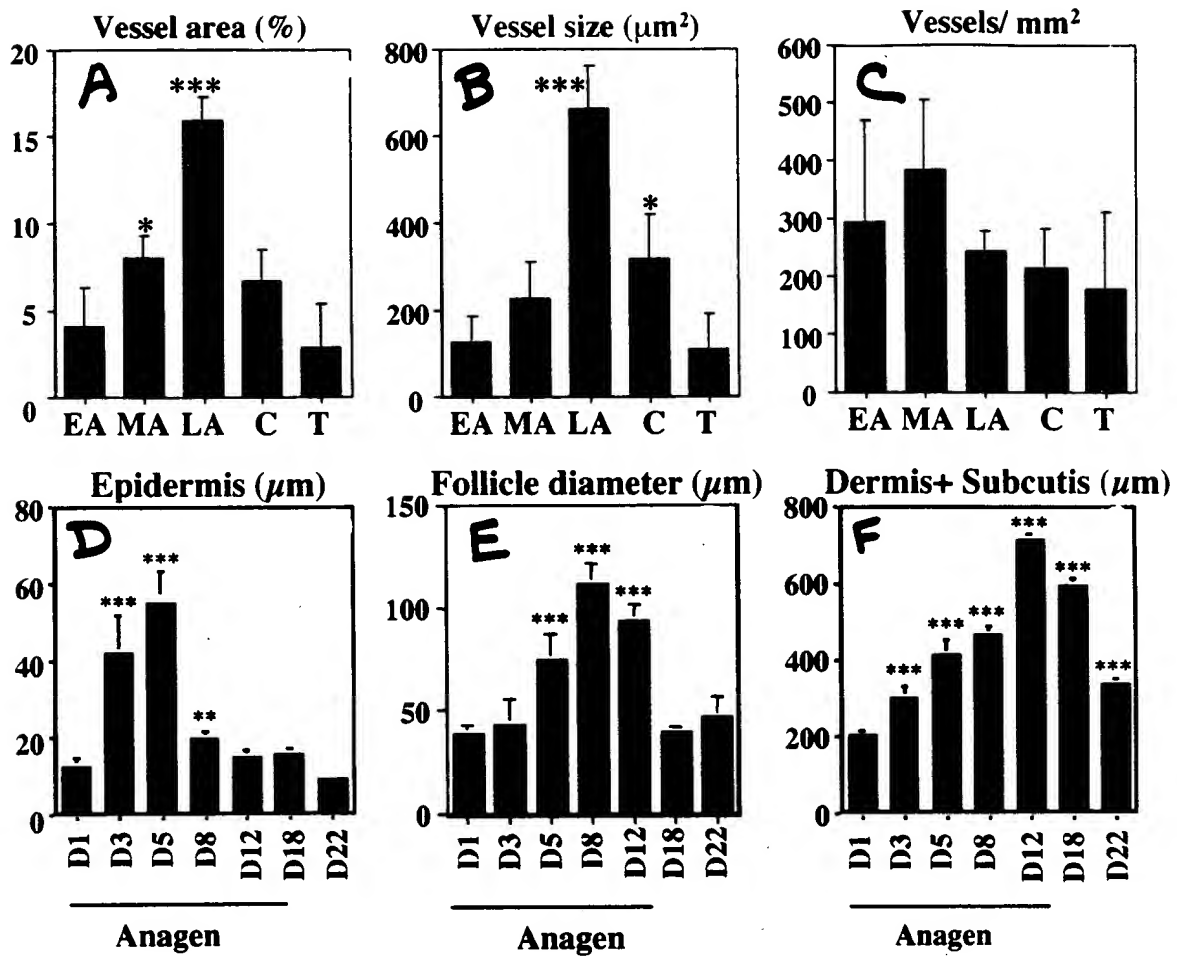 Vessel area (%)
A
20
15
10
5
0
*
***
EA MA LA C T
Vessel size (μm²)
B
800
600
400
200
0
***
*
EA MA LA C T
Vessels/ mm²
C
600
500
400
300
200
100
0
EA MA LA C T
Epidermis (μm)
D
80
60
40
20
0
***
***
**
D1 D3 D5 D8 D12 D18 D22
Anagen
Follicle diameter (μm)
E
150
100
50
0
***
***
***
D1 D3 D5 D8 D12 D18 D22
Anagen
Dermis+ Subcutis (μm)
F
800
600
400
200
0
***
***
***
***
***
***
D1 D3 D5 D8 D12 D18 D22
Anagen